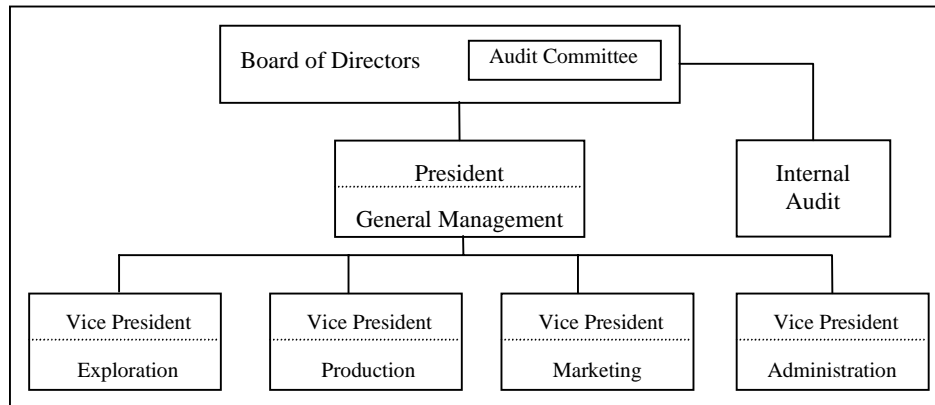 Board of Directors
Audit Committee
President
General Management
Internal
Audit
Vice President
Exploration
Vice President
Production
Vice President
Marketing
Vice President
Administration